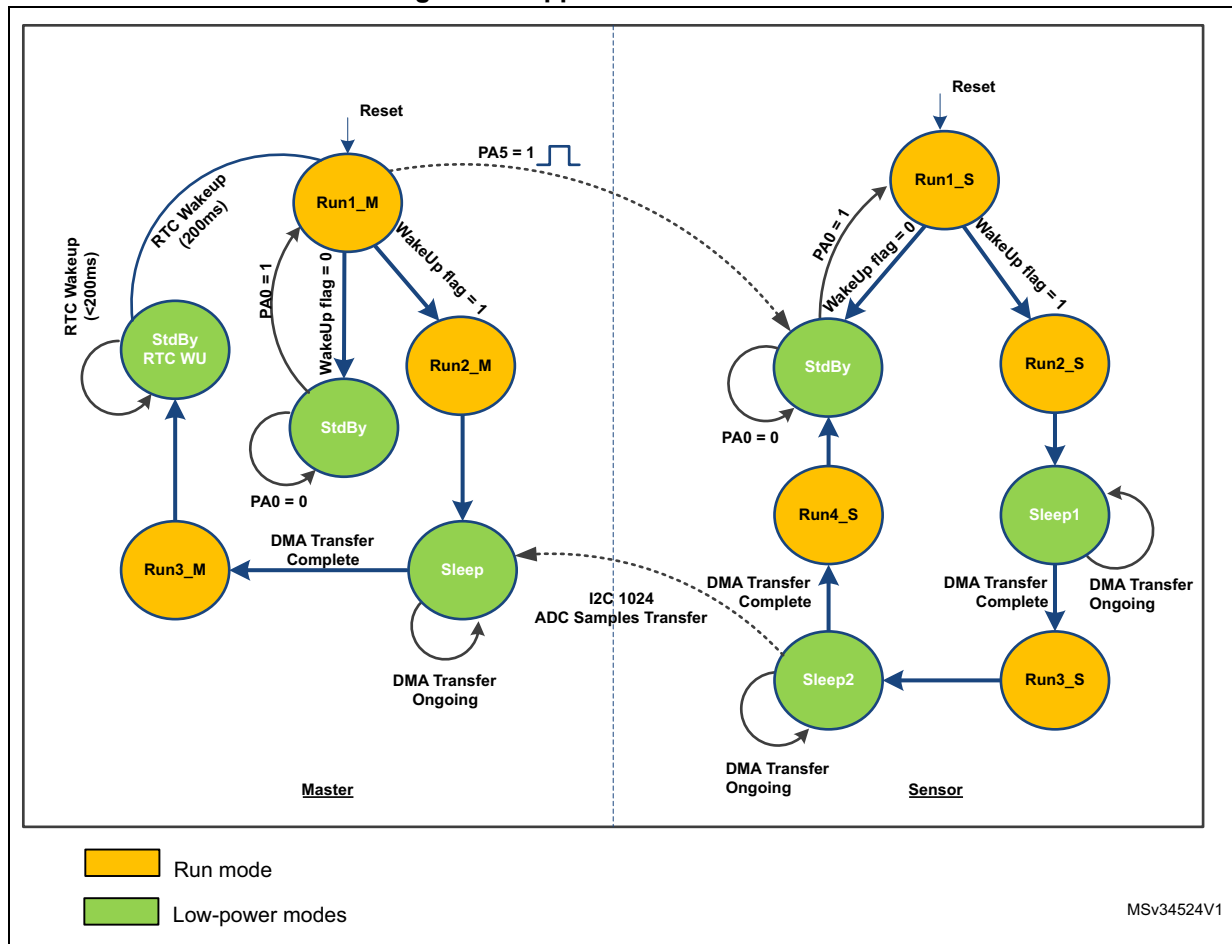 Reset
Reset
PA5 = 1
Run1_M
Run1_S
RTC Wakeup
(200ms)
PA0 = 1
WakeUp flag = 0
WakeUp flag = 1
PA0 = 1
WakeUp flag = 0
WakeUp flag = 1
RTC Wakeup
(<200ms)
StdBy
RTC WU
Run2_M
StdBy
Run2_S
StdBy
PA0 = 0
PA0 = 0
Run4_S
Sleep1
DMA Transfer
Complete
Run3_M
Sleep
I2C 1024
ADC Samples Transfer
DMA Transfer
Complete
DMA Transfer
Complete
DMA Transfer
Ongoing
DMA Transfer
Ongoing
Sleep2
Run3_S
DMA Transfer
Ongoing
Master
Sensor
Run mode
Low-power modes
MSv34524V1